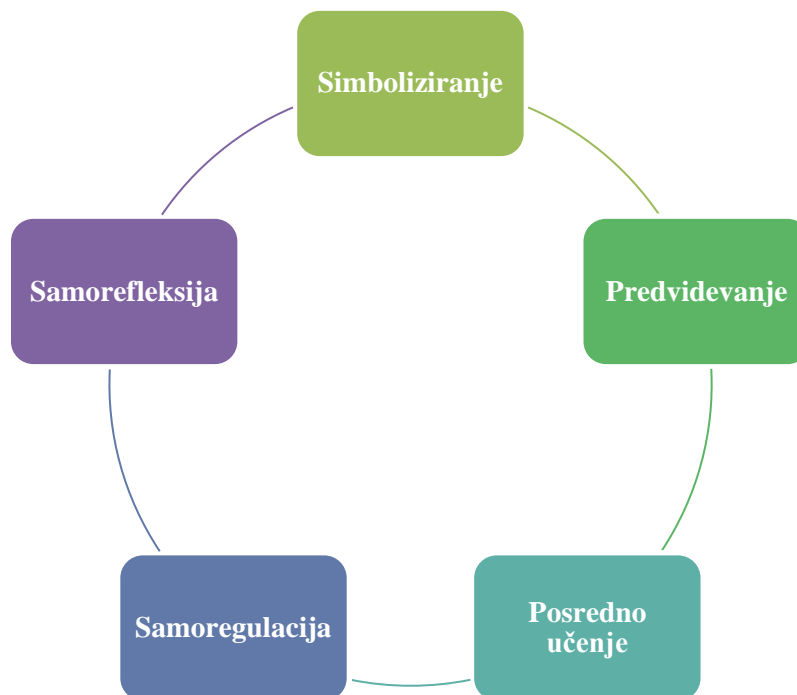 Simboliziranje
Predvidevanje
Posredno
učenje
Samoregulacija
Samorefleksija